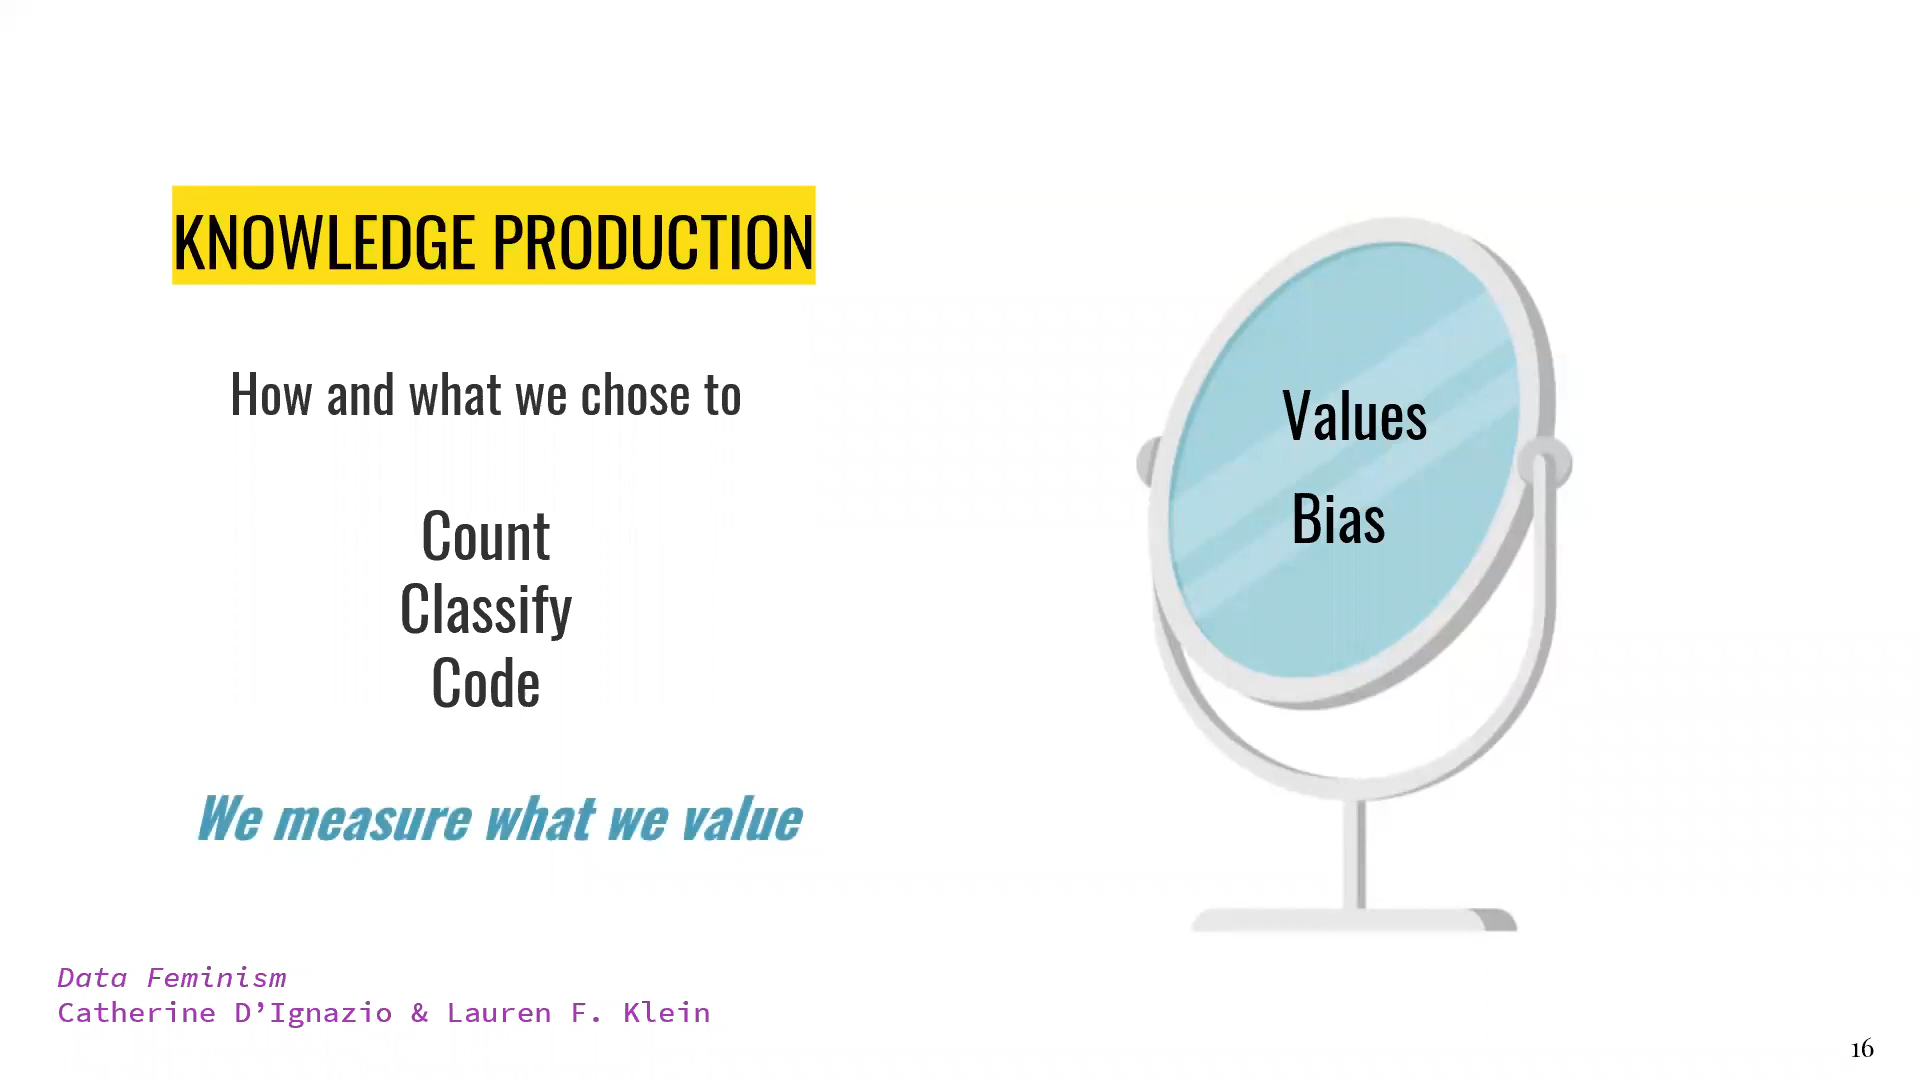 KNOWLEDGE PRODUCTION
How and what we chose to
Count
Classify
Code
We measure what we value
Values
Bias
Data Feminism
Catherine D’Ignazio & Lauren F. Klein
16